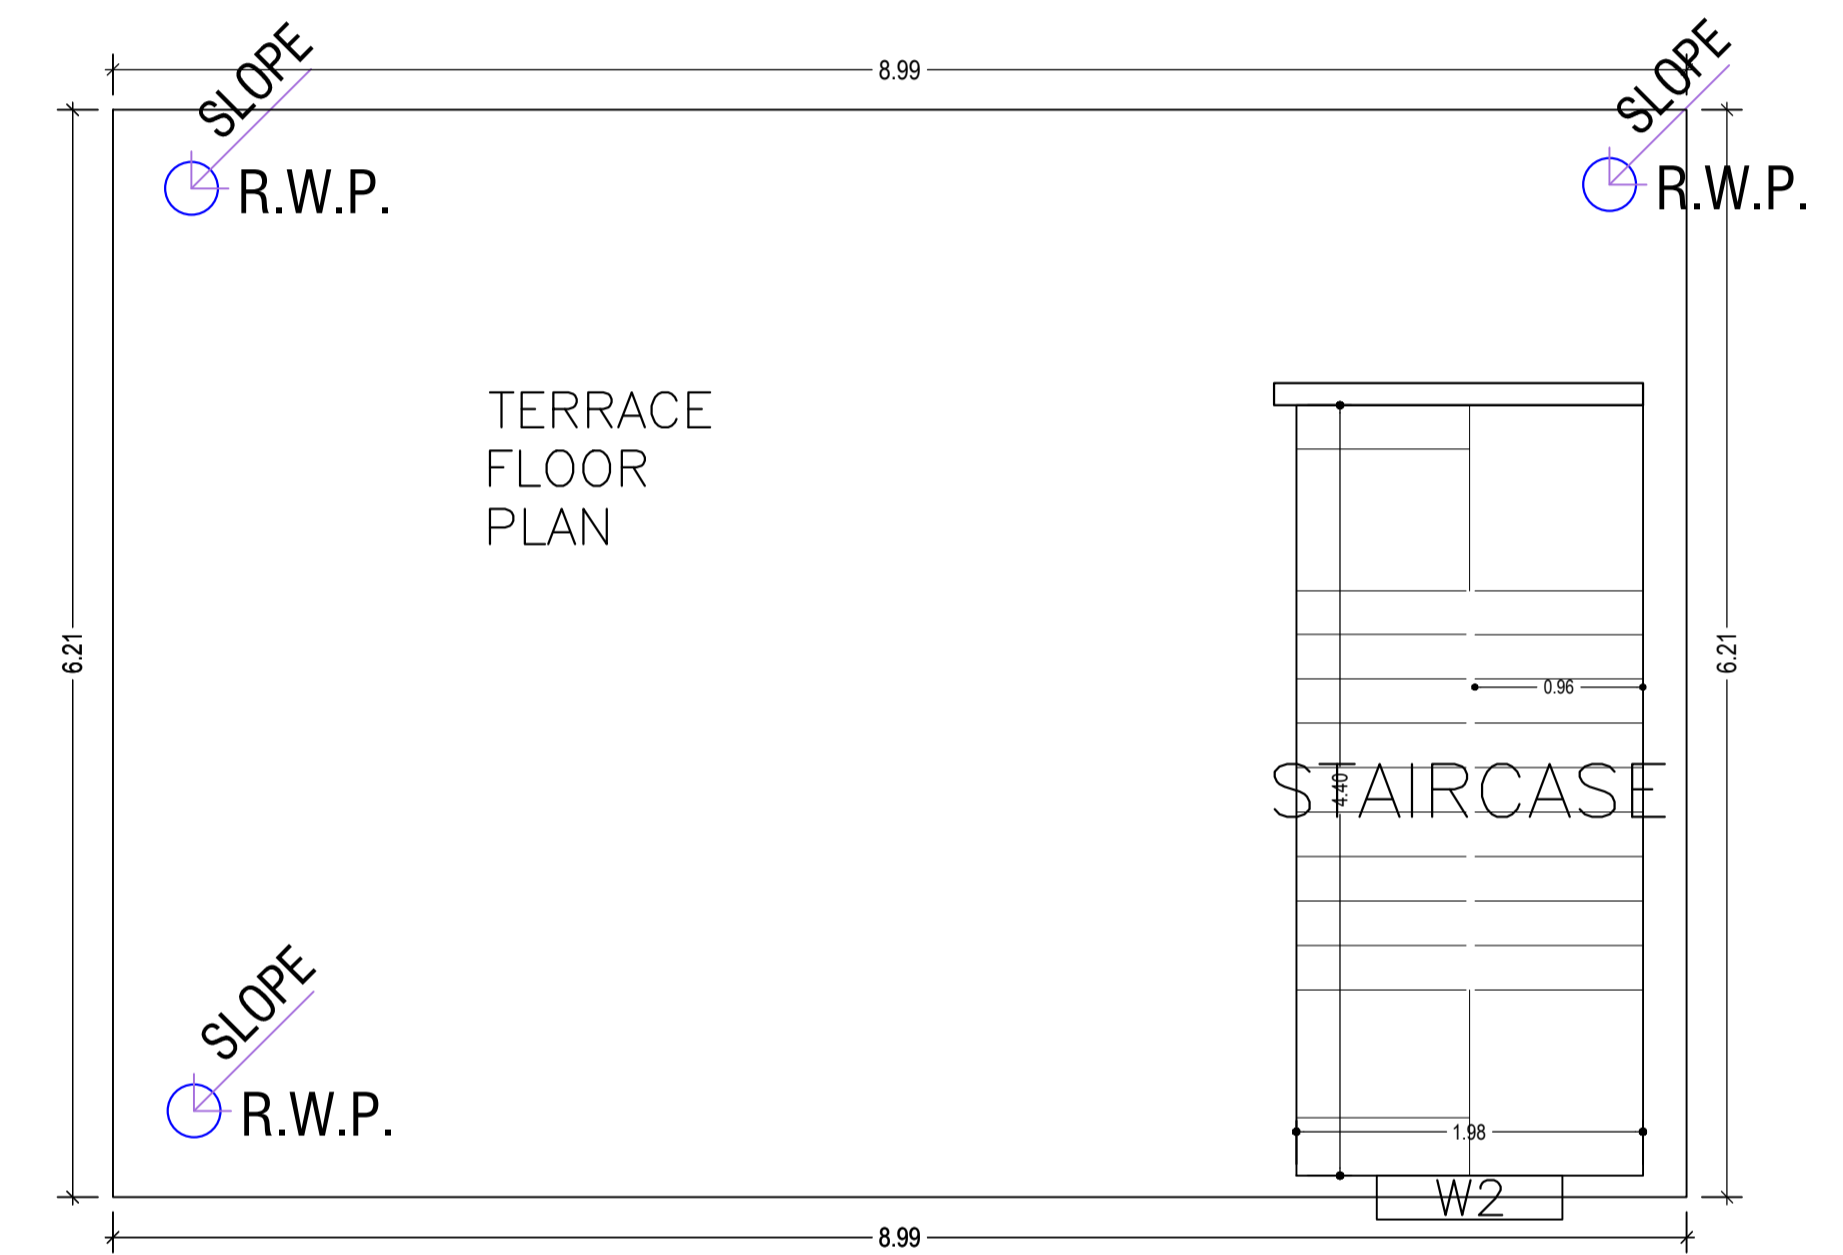 SLOPE
8.99
SLOPE
R.W.P.
R.W.P.
TERRACE
FLOOR
PLAN
6.21
6.21
0.96
STAIRCASE
4.40
SLOPE
R.W.P.
1.98
W2
8.99